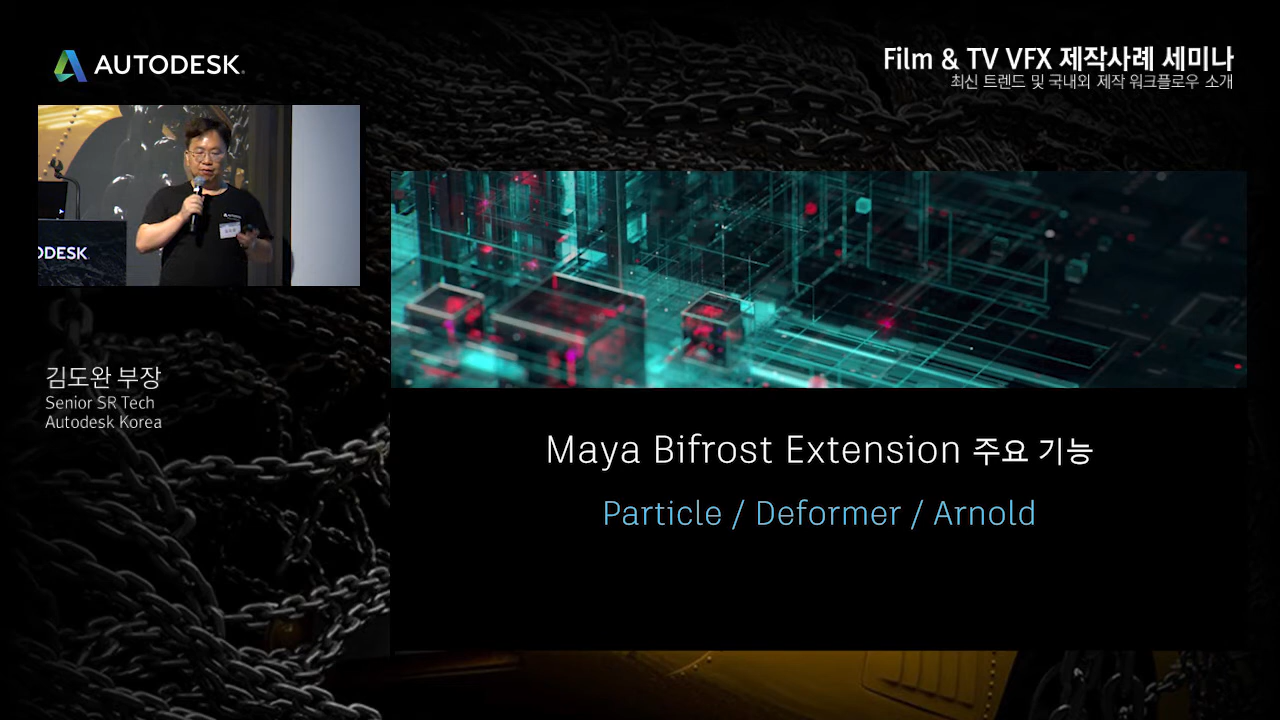 AUTODESK
Film & TV VFX 제작사례 세미나
최신 트렌드 및 국내외 제작 워크플로우 소개
ODESK
김도완 부장
Senior SR Tech
Autodesk Korea
Maya Bifrost Extension 주요 기능
Particle / Deformer / Arnold